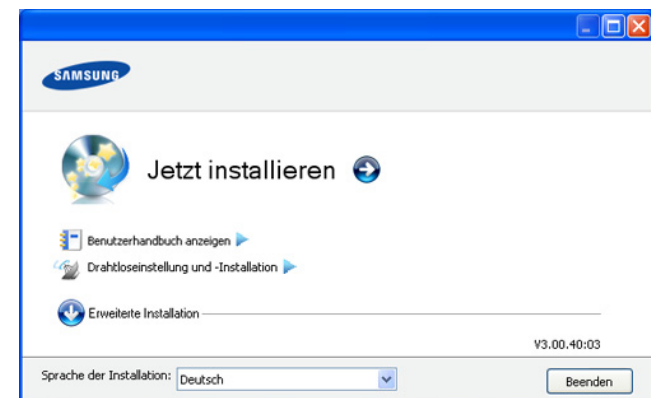 SAMSUNG
Jetzt installieren
Benutzerhandbuch anzeigen
Drahtloseinstellung und -Installation
Erweiterte Installation
V3.00.40:03
Sprache der Installation: Deutsch
Beenden